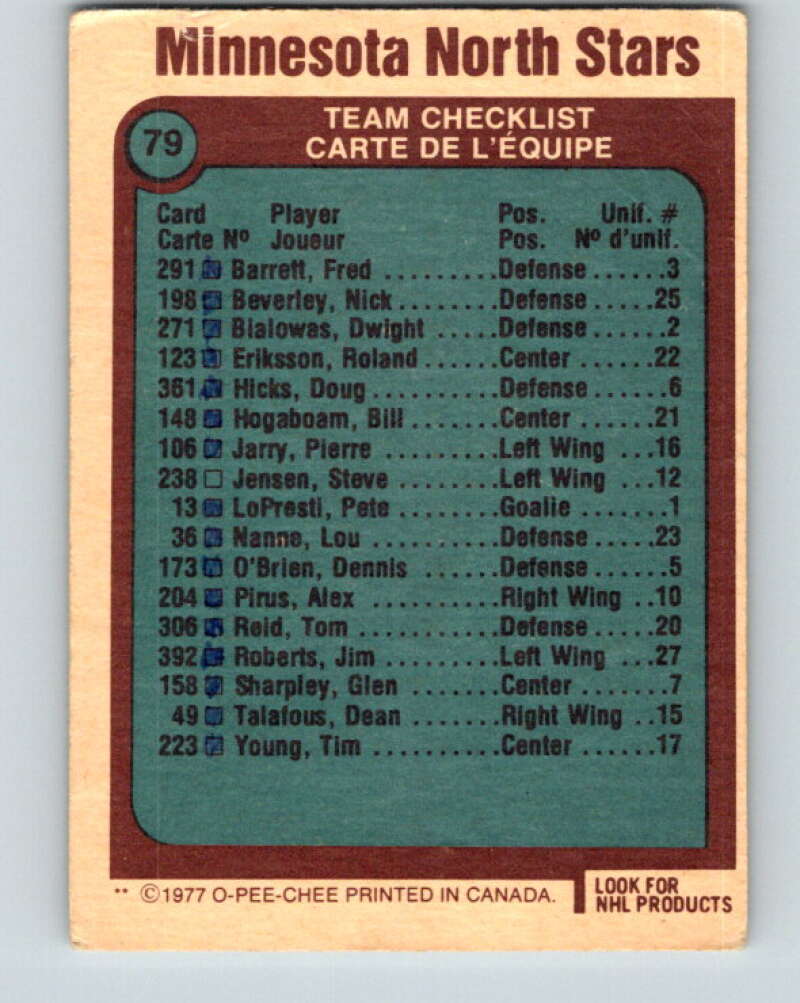 Minnesota North Stars
79
TEAM CHECKLIST
CARTE DE L'ÉQUIPE
Card Player Pos. Unif. #
Carte Nº Joueur Pos. Nº d'unif.
291 Barrett, Fred ..........Defense......3
198 Beverley, Nick........Defense.....25
271 Bialowas, Dwight .....Defense......2
123 Eriksson, Roland......Center ......22
361 Hicks, Doug..........Defense......6
148 Hogaboam, Bill.......Center ......21
106 Jarry, Pierre .........Left Wing ...16
238 □ Jensen, Steve ........Left Wing ...12
13 LoPresti, Pete ........Goalie .......1
36 Nanne, Lou ..........Defense.....23
173 O'Brien, Dennis ......Defense......5
204 Pirus, Alex ..........Right Wing ..10
306 Reid, Tom ...........Defense.....20
392 Roberts, Jim .........Left Wing ...27
158 Sharpley, Glen .......Center .......7
49 Talafous, Dean .......Right Wing ..15
223 Young, Tim ..........Center ......17
** ©1977 O-PEE-CHEE PRINTED IN CANADA.
LOOK FOR
NHL PRODUCTS